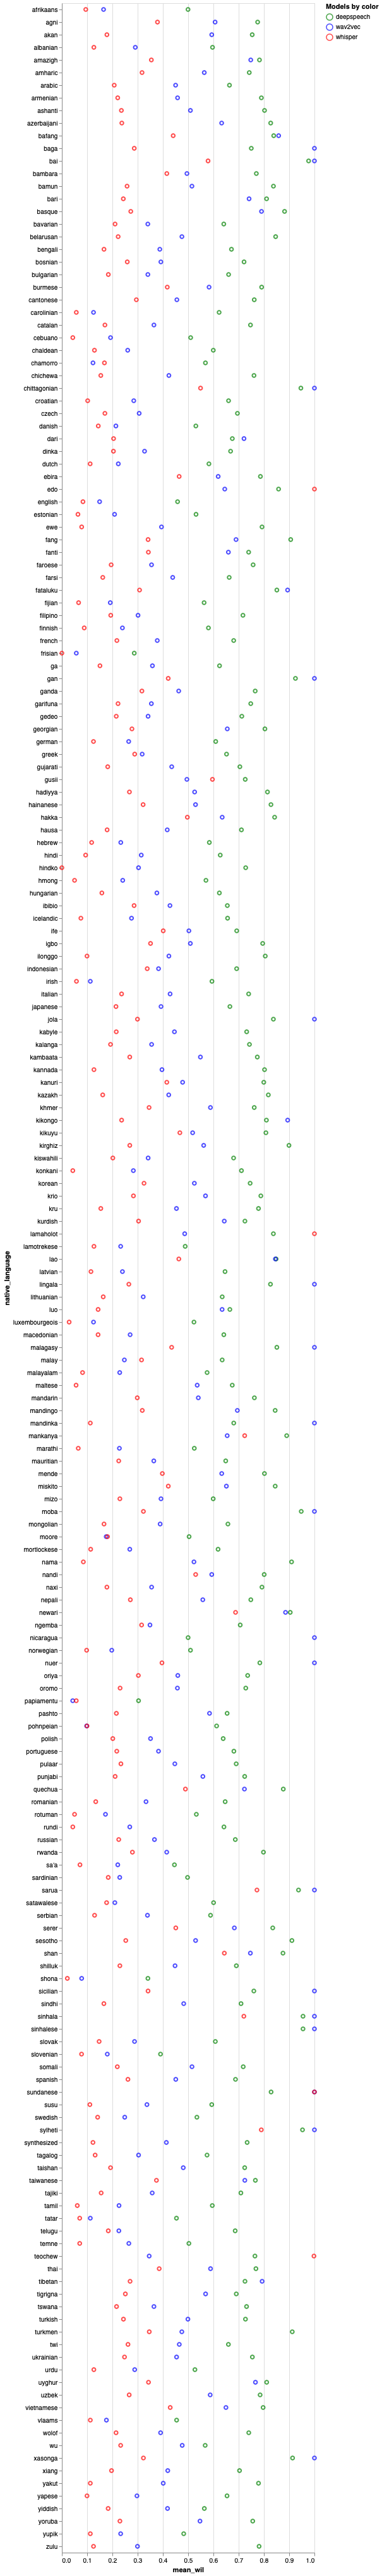 Models by color
deepspeech
wav2vec
whisper
native_language
afrikaans
agni
akan
albanian
amazigh
amharic
arabic
armenian
ashanti
azerbaijani
bafang
baga
bai
bambara
bamun
bari
basque
bavarian
belarusan
bengali
bosnian
bulgarian
burmese
cantonese
carolinian
catalan
cebuano
chaldean
chamorro
chichewa
chittagonian
croatian
czech
danish
dari
dinka
dutch
ebira
edo
english
estonian
ewe
fang
fanti
faroese
farsi
fataluku
fijian
filipino
finnish
french
frisian
ga
gan
ganda
garifuna
gedeo
georgian
german
greek
gujarati
gusii
hadiyya
hainanese
hakka
hausa
hebrew
hindi
hindko
hmong
hungarian
ibibio
icelandic
ife
igbo
ilonggo
indonesian
irish
italian
japanese
jola
kabyle
kalanga
kambaata
kannada
kanuri
kazakh
khmer
kikongo
kikuyu
kirghiz
kiswahili
konkani
korean
krio
kru
kurdish
lamaholot
lamotrekese
lao
latvian
lingala
lithuanian
luo
luxembourgeois
macedonian
malagasy
malay
malayalam
maltese
mandarin
mandingo
mandinka
mankanya
marathi
mauritian
mende
miskito
mizo
moba
mongolian
moore
mortlockese
nama
nandi
naxi
nepali
newari
ngemba
nicaragua
norwegian
nuer
oriya
oromo
papiamentu
pashto
pohnpeian
polish
portuguese
pulaar
punjabi
quechua
romanian
rotuman
rundi
russian
rwanda
sa'a
sardinian
sarua
satawalese
serbian
serer
sesotho
shan
shilluk
shona
sicilian
sindhi
sinhala
sinhalese
slovak
slovenian
somali
spanish
sundanese
susu
swedish
sylheti
synthesized
tagalog
taishan
taiwanese
tajiki
tamil
tatar
telugu
temne
teochew
thai
tibetan
tigrigna
tswana
turkish
turkmen
twi
ukrainian
urdu
uyghur
uzbek
vietnamese
vlaams
wolof
wu
xasonga
xiang
yakut
yapese
yiddish
yoruba
yupik
zulu
0.0 0.1 0.2 0.3 0.4 0.5 0.6 0.7 0.8 0.9 1.0
mean_wil